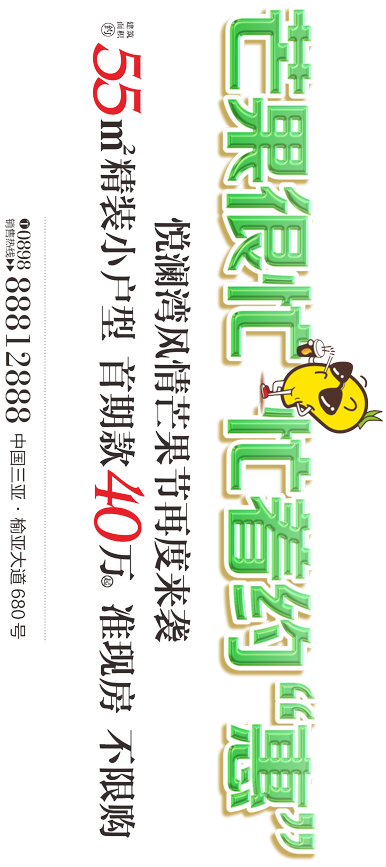 芒果很忙 忙着约“惠”
悦澜湾风情芒果节再度来袭
建筑面积(约)55m²精装小户型 首期款40万起 准现房 不限购
0898 88812888 中国三亚·榆亚大道680号
销售热线